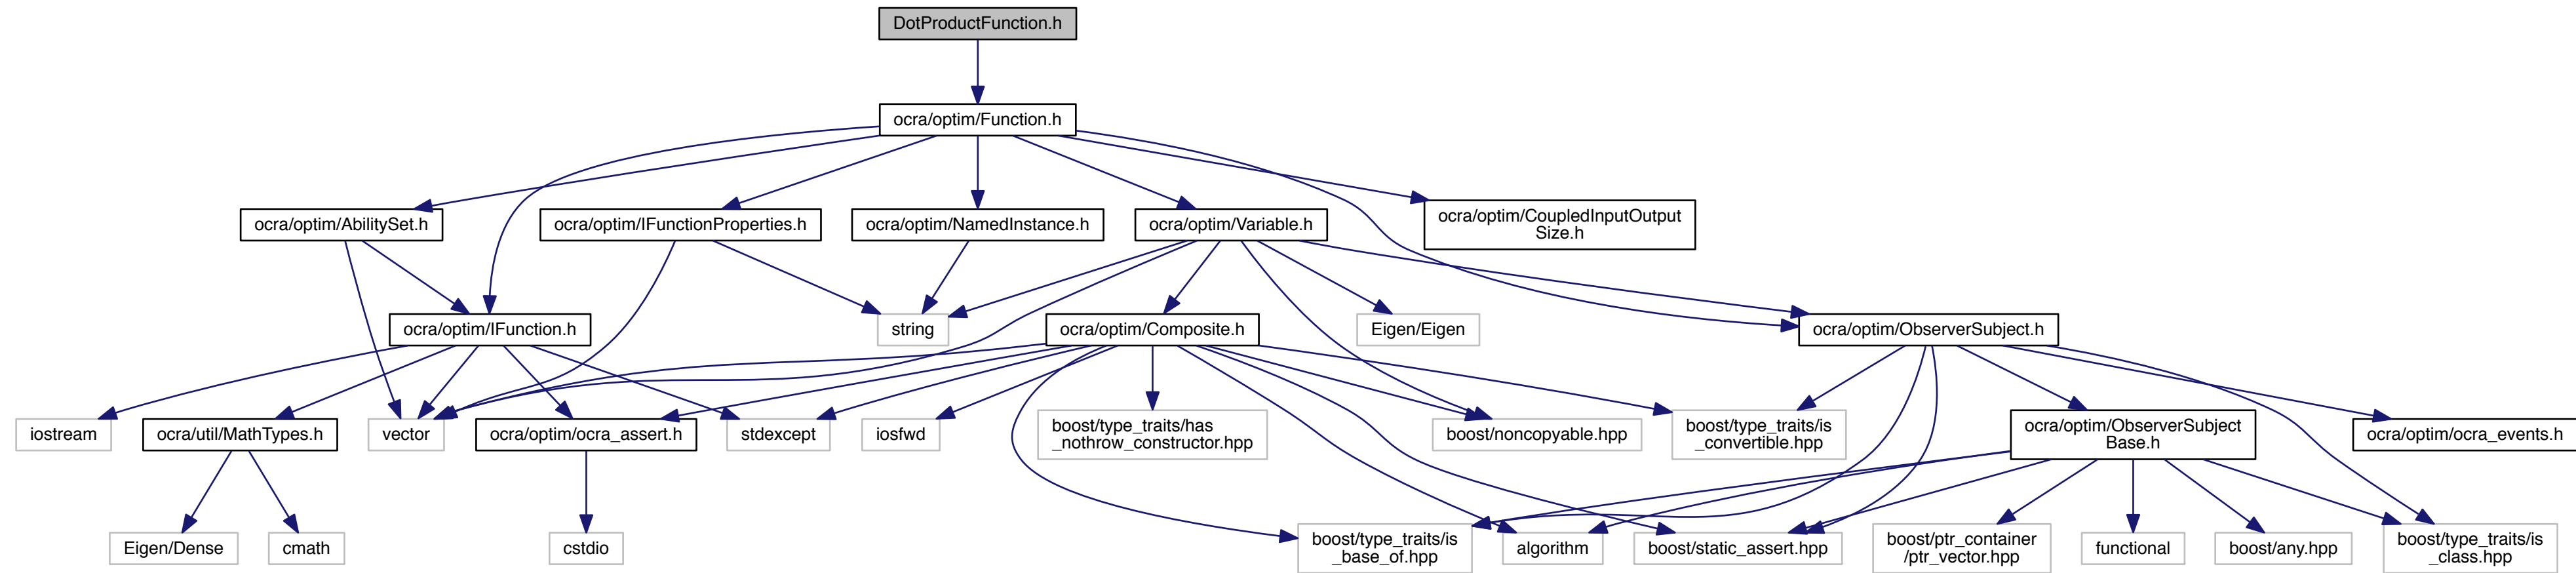 DotProductFunction.h
ocra/optim/Function.h
ocra/optim/AbilitySet.h
ocra/optim/IFunctionProperties.h
ocra/optim/NamedInstance.h
ocra/optim/Variable.h
ocra/optim/CoupledInputOutput
Size.h
ocra/optim/IFunction.h
string
ocra/optim/Composite.h
Eigen/Eigen
ocra/optim/ObserverSubject.h
iostream
ocra/util/MathTypes.h
vector
ocra/optim/ocra_assert.h
stdexcept
iosfwd
boost/type_traits/has
_nothrow_constructor.hpp
boost/noncopyable.hpp
boost/type_traits/is
_convertible.hpp
ocra/optim/ObserverSubject
Base.h
ocra/optim/ocra_events.h
Eigen/Dense
cmath
cstdio
boost/type_traits/is
_base_of.hpp
algorithm
boost/static_assert.hpp
boost/ptr_container
/ptr_vector.hpp
functional
boost/any.hpp
boost/type_traits/is
_class.hpp